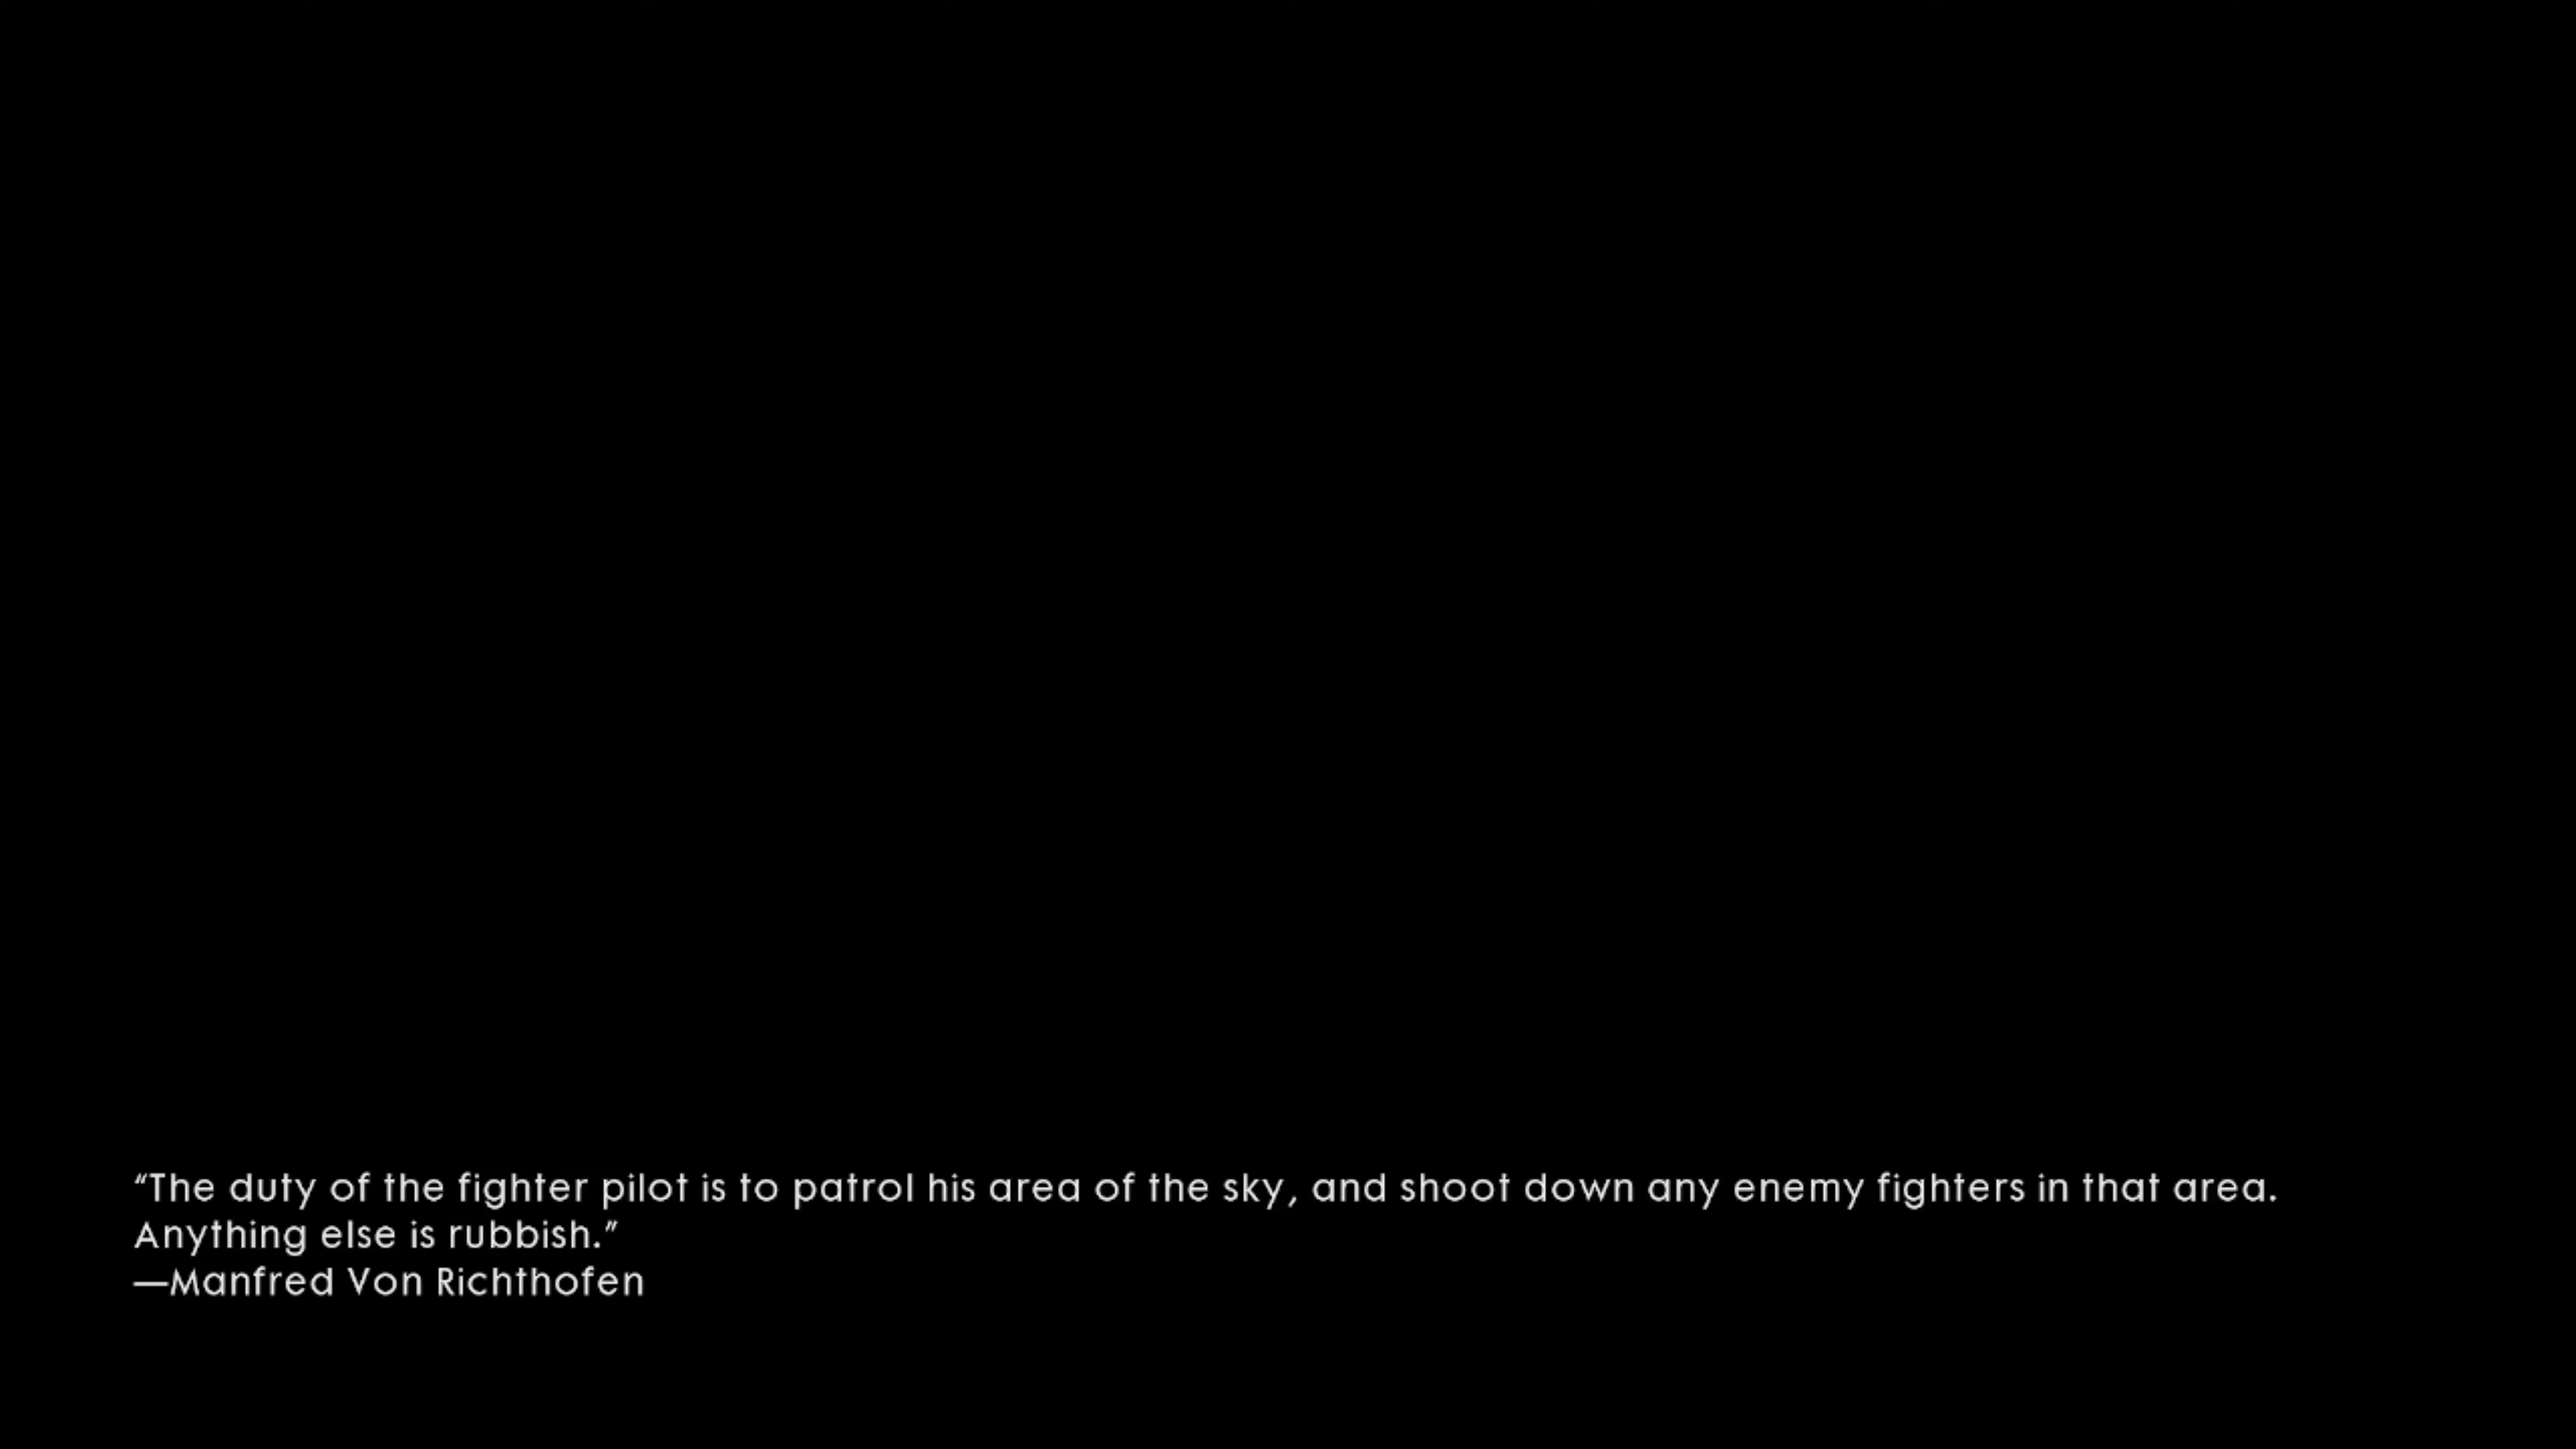 “The duty of the fighter pilot is to patrol his area of the sky, and shoot down any enemy fighters in that area.
Anything else is rubbish.”
—Manfred Von Richthofen